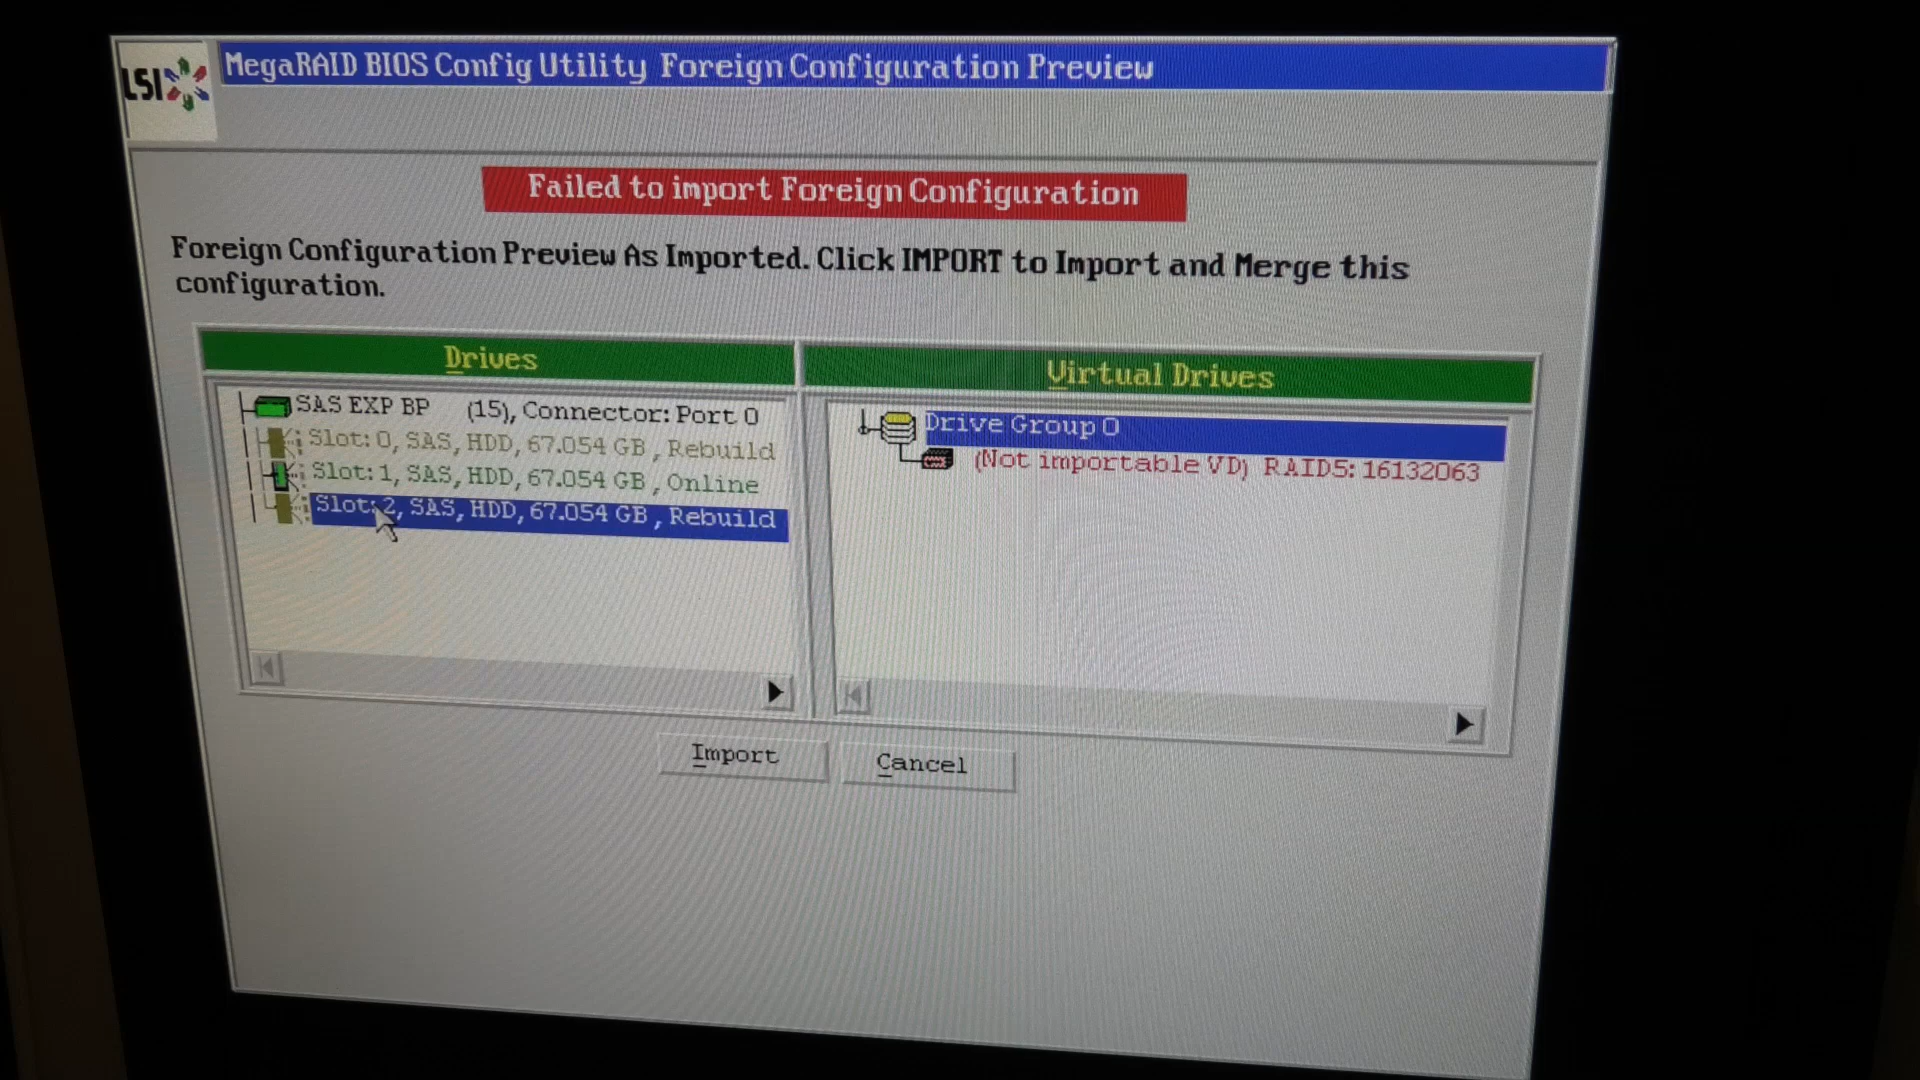 LSI
MegaRAID BIOS Config Utility Foreign Configuration Preview
Failed to import Foreign Configuration
Foreign Configuration Preview As Imported. Click IMPORT to Import and Merge this
configuration.
Drives
SAS EXP BP (15), Connector: Port 0
Slot: 0, SAS, HDD, 67.054 GB , Rebuild
Slot: 1, SAS, HDD, 67.054 GB , Online
Slot: 2, SAS, HDD, 67.054 GB , Rebuild
Virtual Drives
Drive Group 0
(Not importable VD) RAID5: 16132063
Import
Cancel